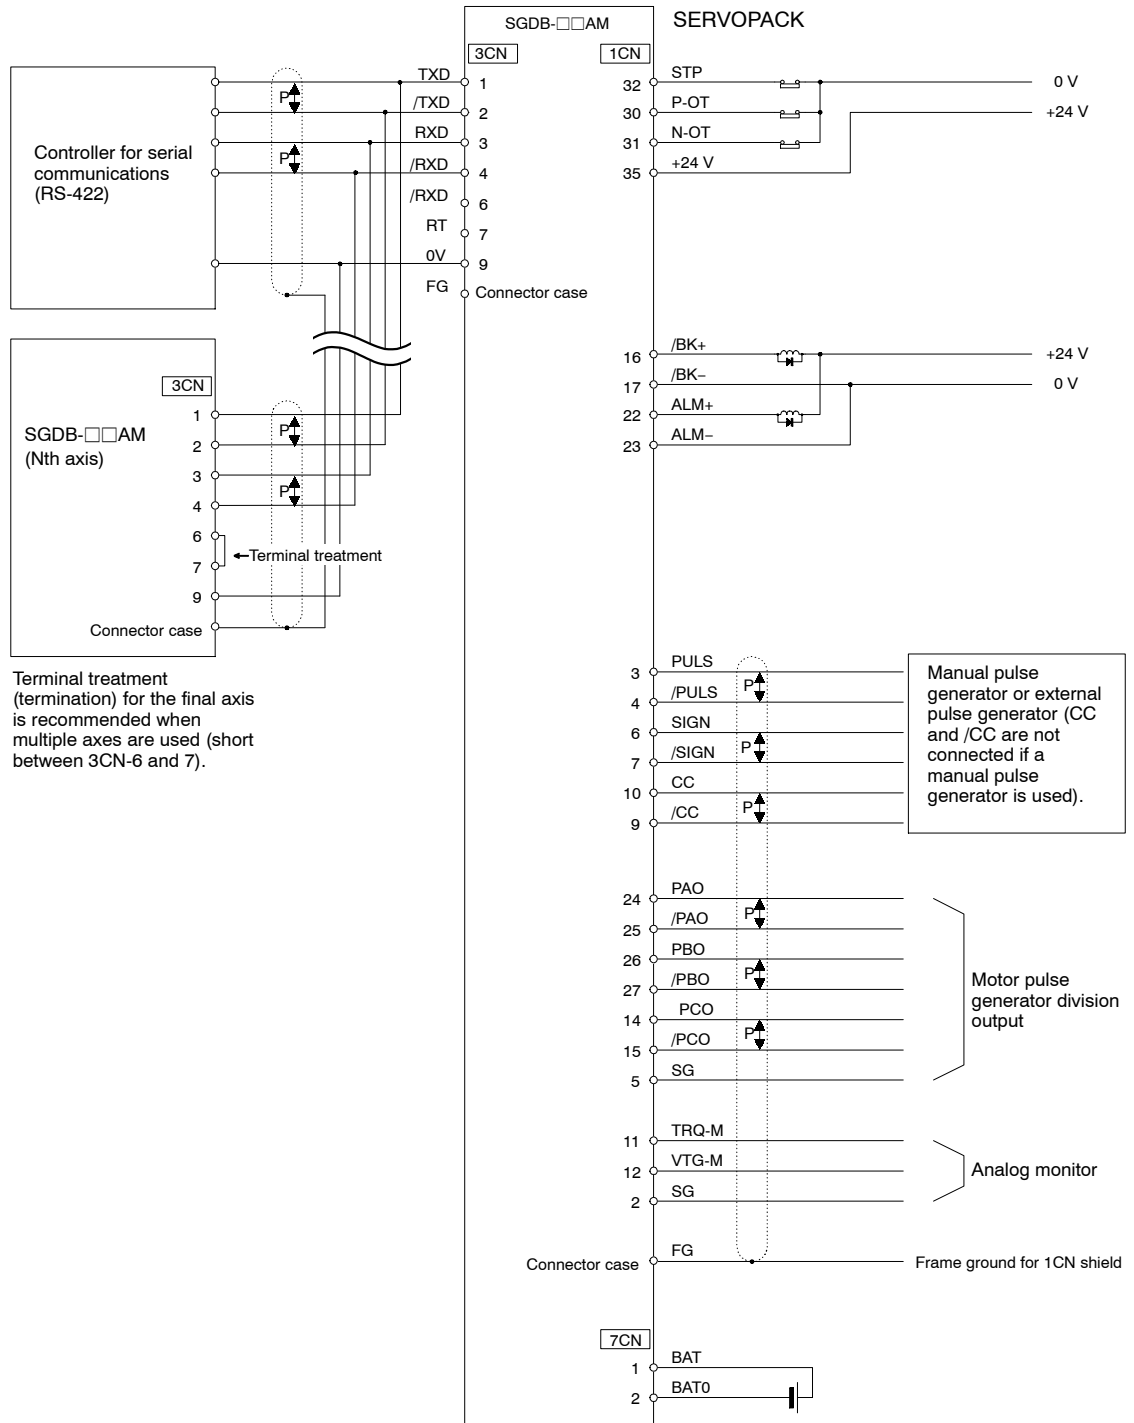 SGDB-□□AM
SERVOPACK
3CN
1CN
Controller for serial
communications
(RS-422)
P
P
TXD
1
/TXD
2
RXD
3
/RXD
4
/RXD
6
RT
7
0V
9
FG
Connector case
32
STP
0 V
30
P-OT
+24 V
31
N-OT
35
+24 V
16
/BK+
+24 V
17
/BK−
0 V
22
ALM+
23
ALM−
3CN
SGDB-□□AM
(Nth axis)
1
2
3
4
6
7
9
P
P
Terminal treatment
Connector case
Terminal treatment
(termination) for the final axis
is recommended when
multiple axes are used (short
between 3CN-6 and 7).
3
PULS
P
4
/PULS
6
SIGN
P
7
/SIGN
10
CC
P
9
/CC
Manual pulse
generator or external
pulse generator (CC
and /CC are not
connected if a
manual pulse
generator is used).
24
PAO
P
25
/PAO
26
PBO
P
27
/PBO
14
PCO
P
15
/PCO
5
SG
Motor pulse
generator division
output
11
TRQ-M
12
VTG-M
2
SG
Analog monitor
Connector case
FG
Frame ground for 1CN shield
7CN
1
BAT
2
BAT0